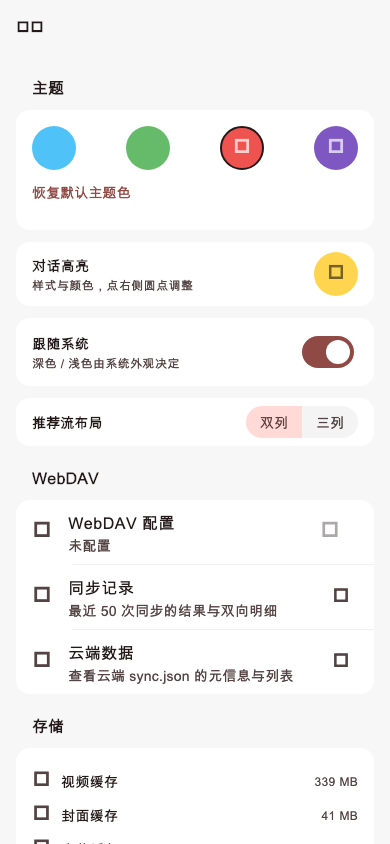 主题
恢复默认主题色
对话高亮
样式与颜色，点右侧圆点调整
跟随系统
深色 / 浅色由系统外观决定
推荐流布局
双列
三列
WebDAV
WebDAV 配置
未配置
同步记录
最近 50 次同步的结果与双向明细
云端数据
查看云端 sync.json 的元信息与列表
存储
视频缓存
339 MB
封面缓存
41 MB